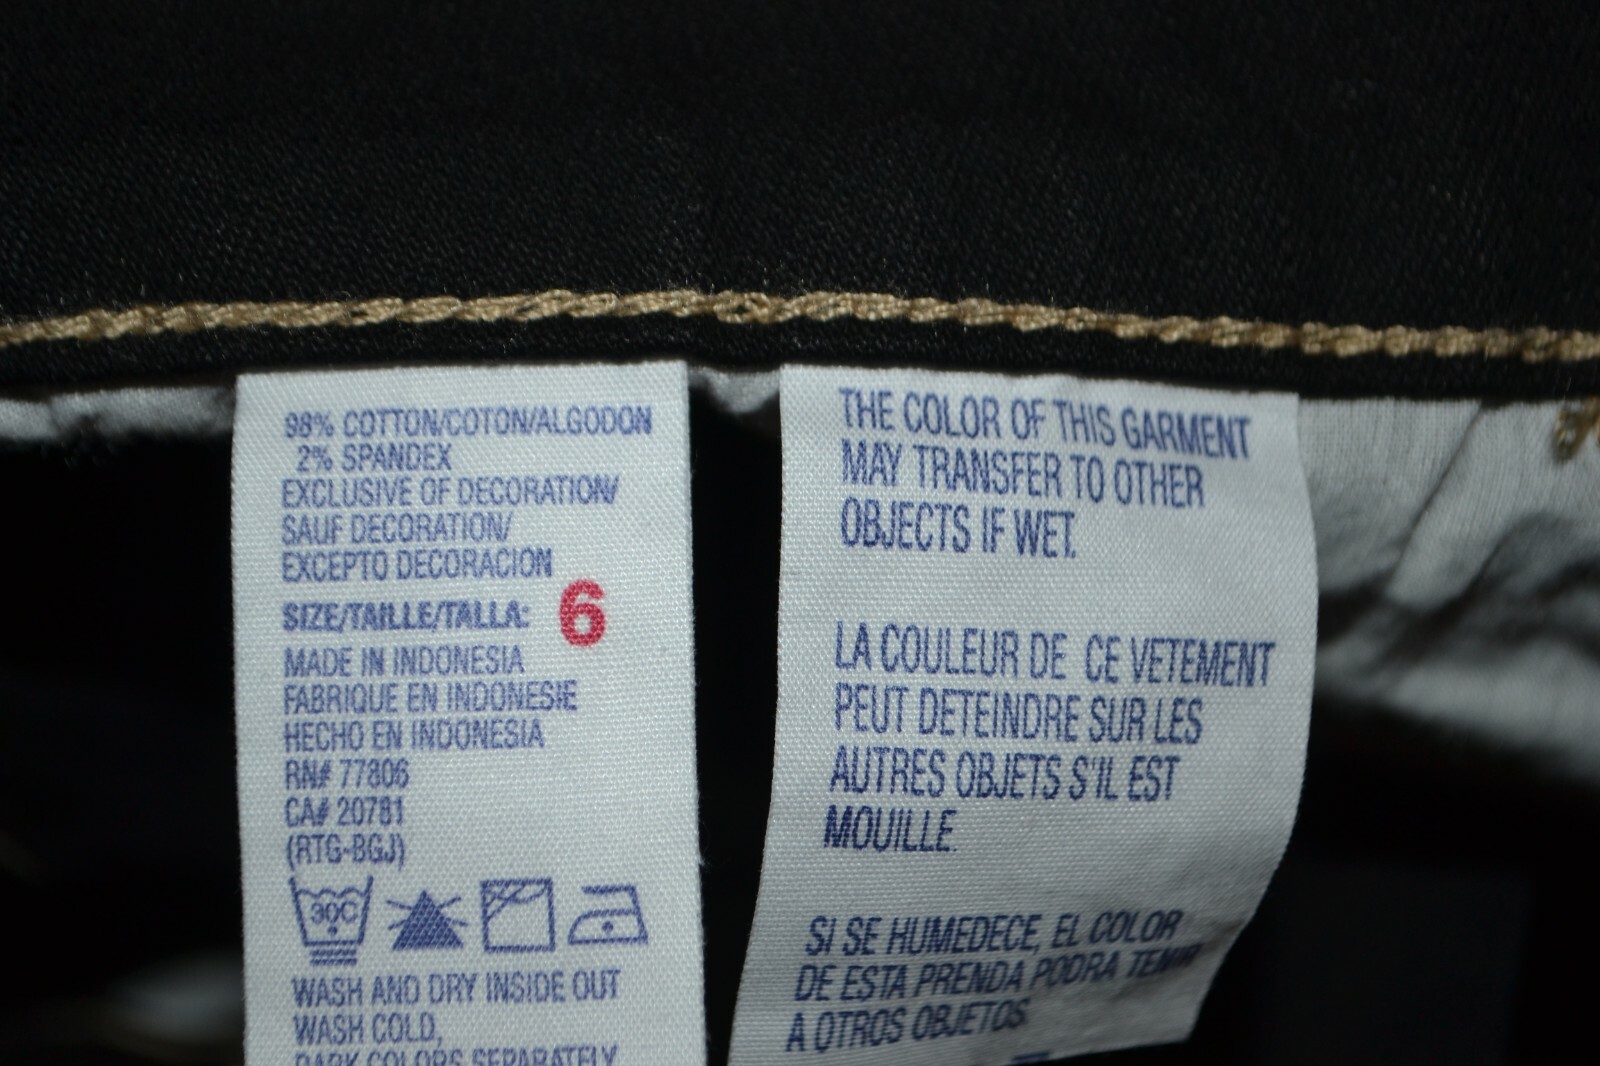 98% COTTON/COTON/ALGODON
2% SPANDEX
EXCLUSIVE OF DECORATION/
SAUF DECORATION/
EXCEPTO DECORACION
SIZE/TAILLE/TALLA: 6
MADE IN INDONESIA
FABRIQUE EN INDONESIE
HECHO EN INDONESIA
RN# 77806
CA# 20781
(RTG-BGJ)
30C
WASH AND DRY INSIDE OUT
WASH COLD,
DARK COLORS SEPARATELY
THE COLOR OF THIS GARMENT
MAY TRANSFER TO OTHER
OBJECTS IF WET.
LA COULEUR DE CE VETEMENT
PEUT DETEINDRE SUR LES
AUTRES OBJETS S'IL EST
MOUILLE.
SI SE HUMEDECE, EL COLOR
DE ESTA PRENDA PODRA TENIR
A OTROS OBJETOS.